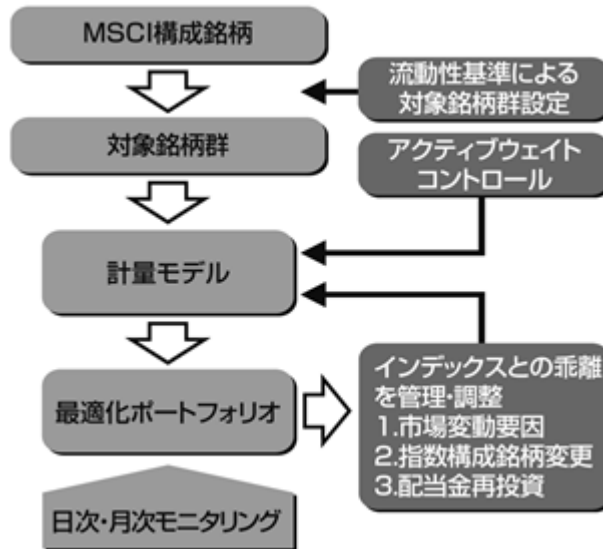 MSCI構成銘柄
流動性基準による
対象銘柄群設定
対象銘柄群
アクティブウェイト
コントロール
計量モデル
最適化ポートフォリオ
インデックスとの乖離
を管理・調整
1.市場変動要因
2.指数構成銘柄変更
3.配当金再投資
日次・月次モニタリング